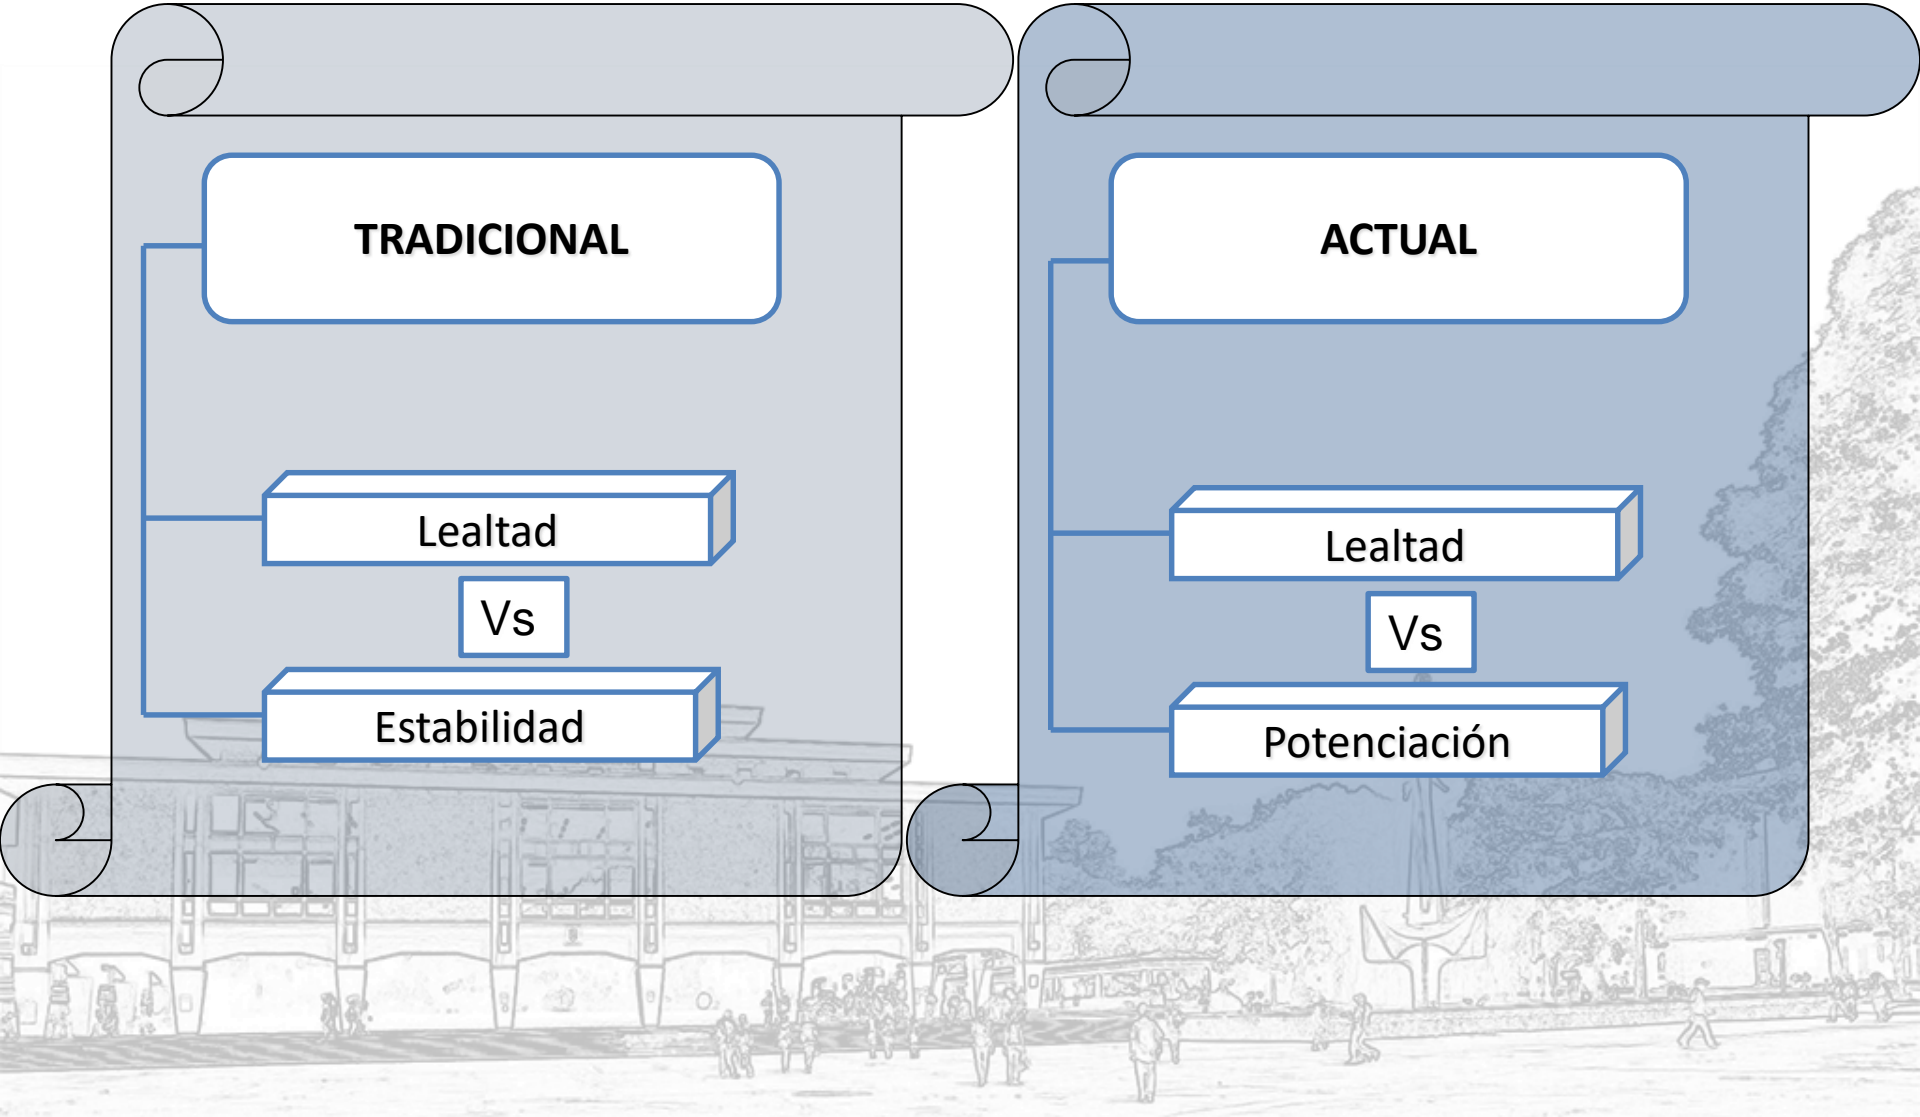 TRADICIONAL
Lealtad
Vs
Estabilidad
ACTUAL
Lealtad
Vs
Potenciación